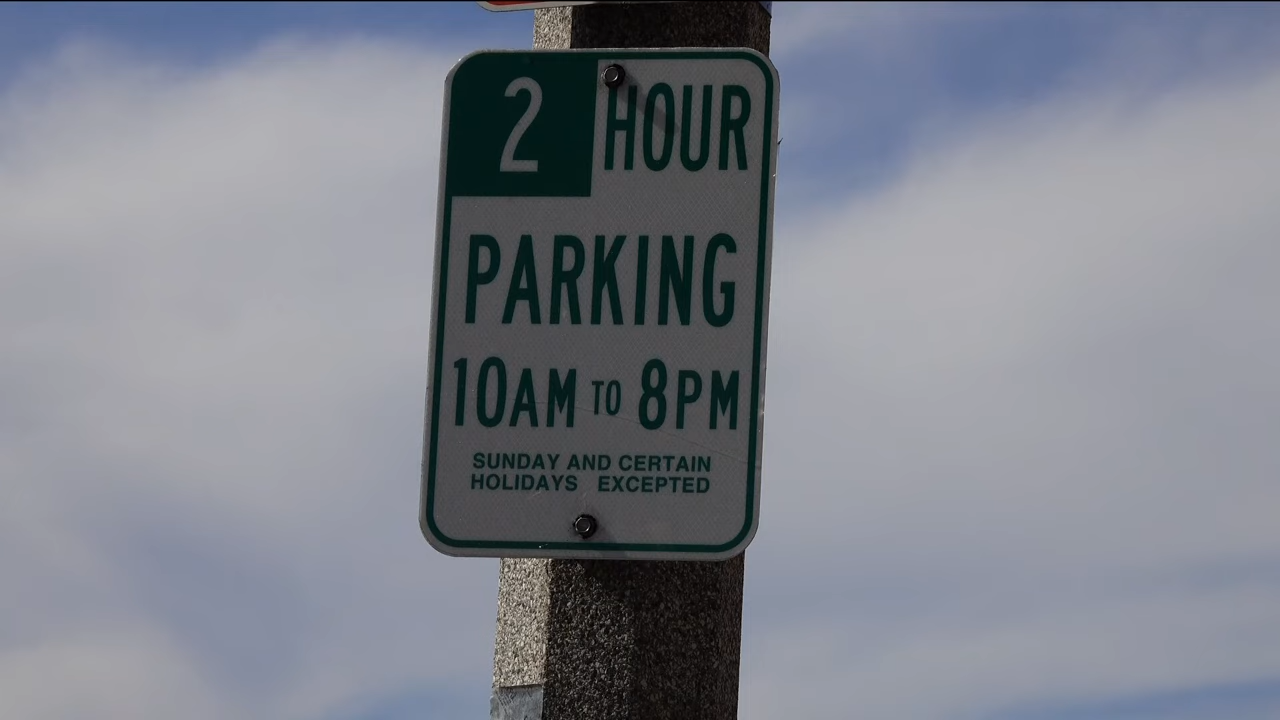 2 HOUR
PARKING
10AM TO 8PM
SUNDAY AND CERTAIN
HOLIDAYS EXCEPTED